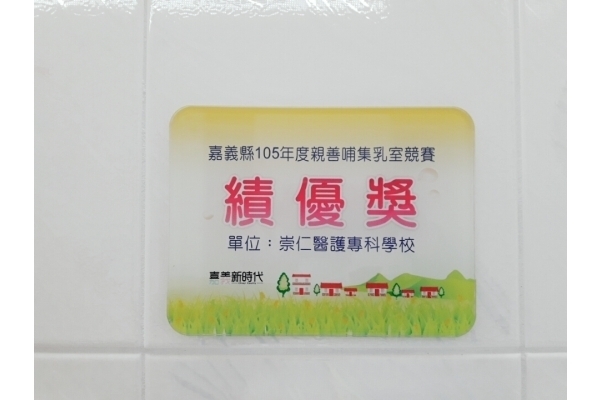 嘉義縣105年度親善哺集乳室競賽
績優獎
單位：崇仁醫護專科學校
嘉義新時代